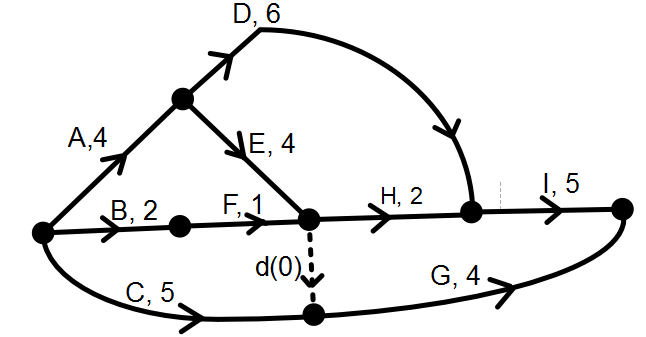 D, 6
A,4
E, 4
B, 2
F, 1
H, 2
I, 5
d(0)
C, 5
G, 4